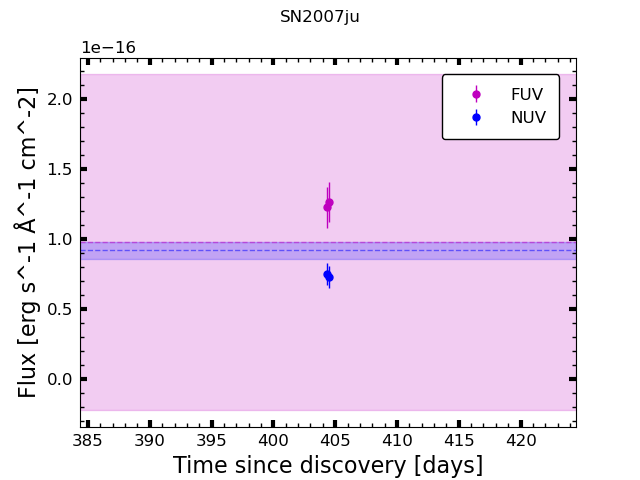 SN2007ju
1e−16
FUV
NUV
2.0
1.5
1.0
0.5
0.0
Flux [erg s^-1 Å^-1 cm^-2]
385 390 395 400 405 410 415 420
Time since discovery [days]